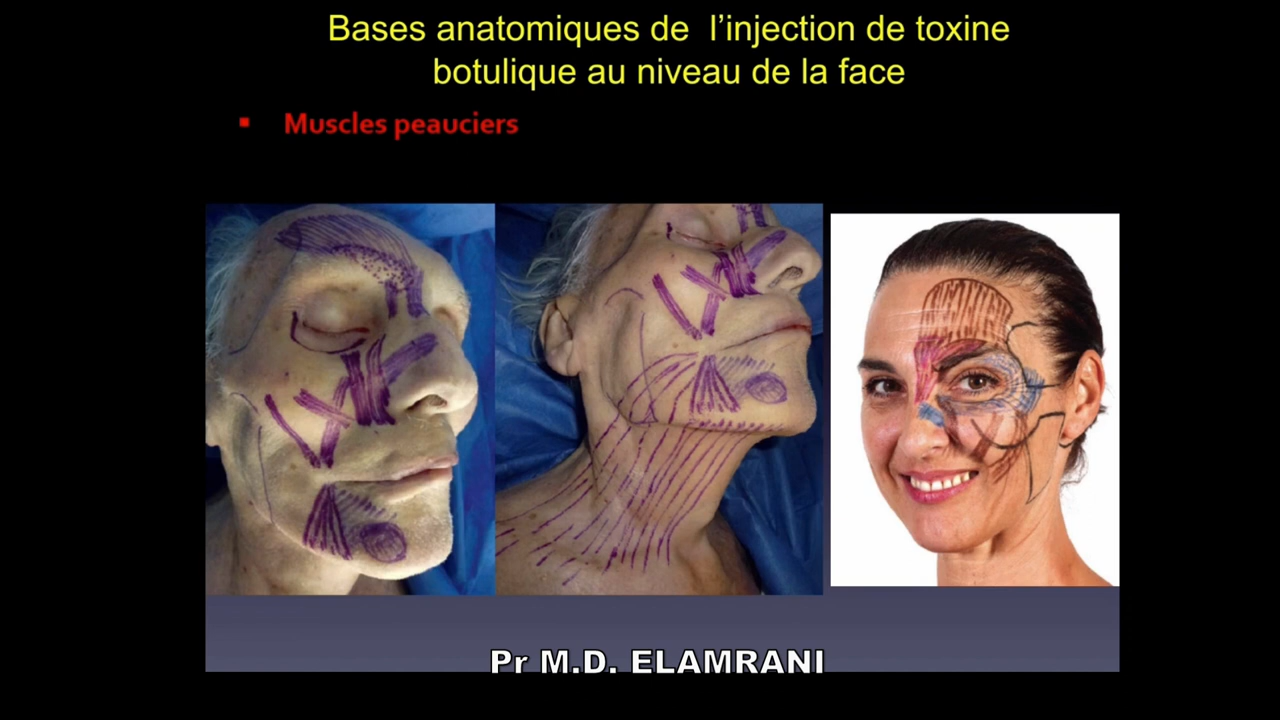 Bases anatomiques de l’injection de toxine
botulique au niveau de la face
▪ Muscles peauciers
Pr M.D. ELAMRANI